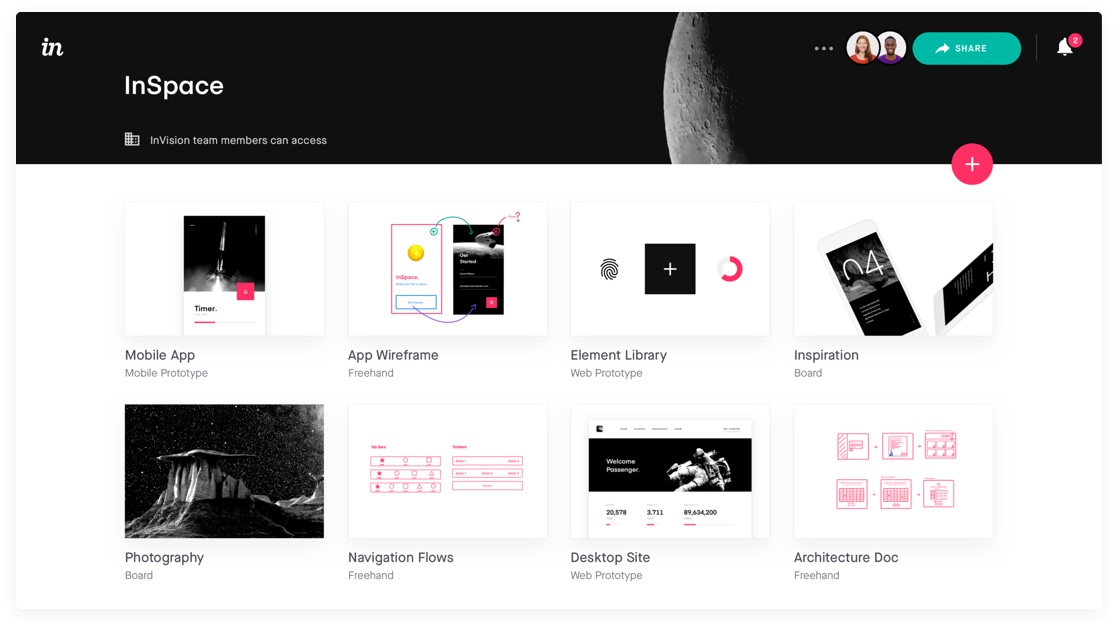 in
SHARE
2
InSpace
InVision team members can access
Timer.
InSpace.
Get
Started.
?
04
Mobile App
Mobile Prototype
App Wireframe
Freehand
Element Library
Web Prototype
Inspiration
Board
Tab Bars
Welcome
Passenger.
20,578
3.711
89,634,200
Photography
Board
Navigation Flows
Freehand
Desktop Site
Web Prototype
Architecture Doc
Freehand